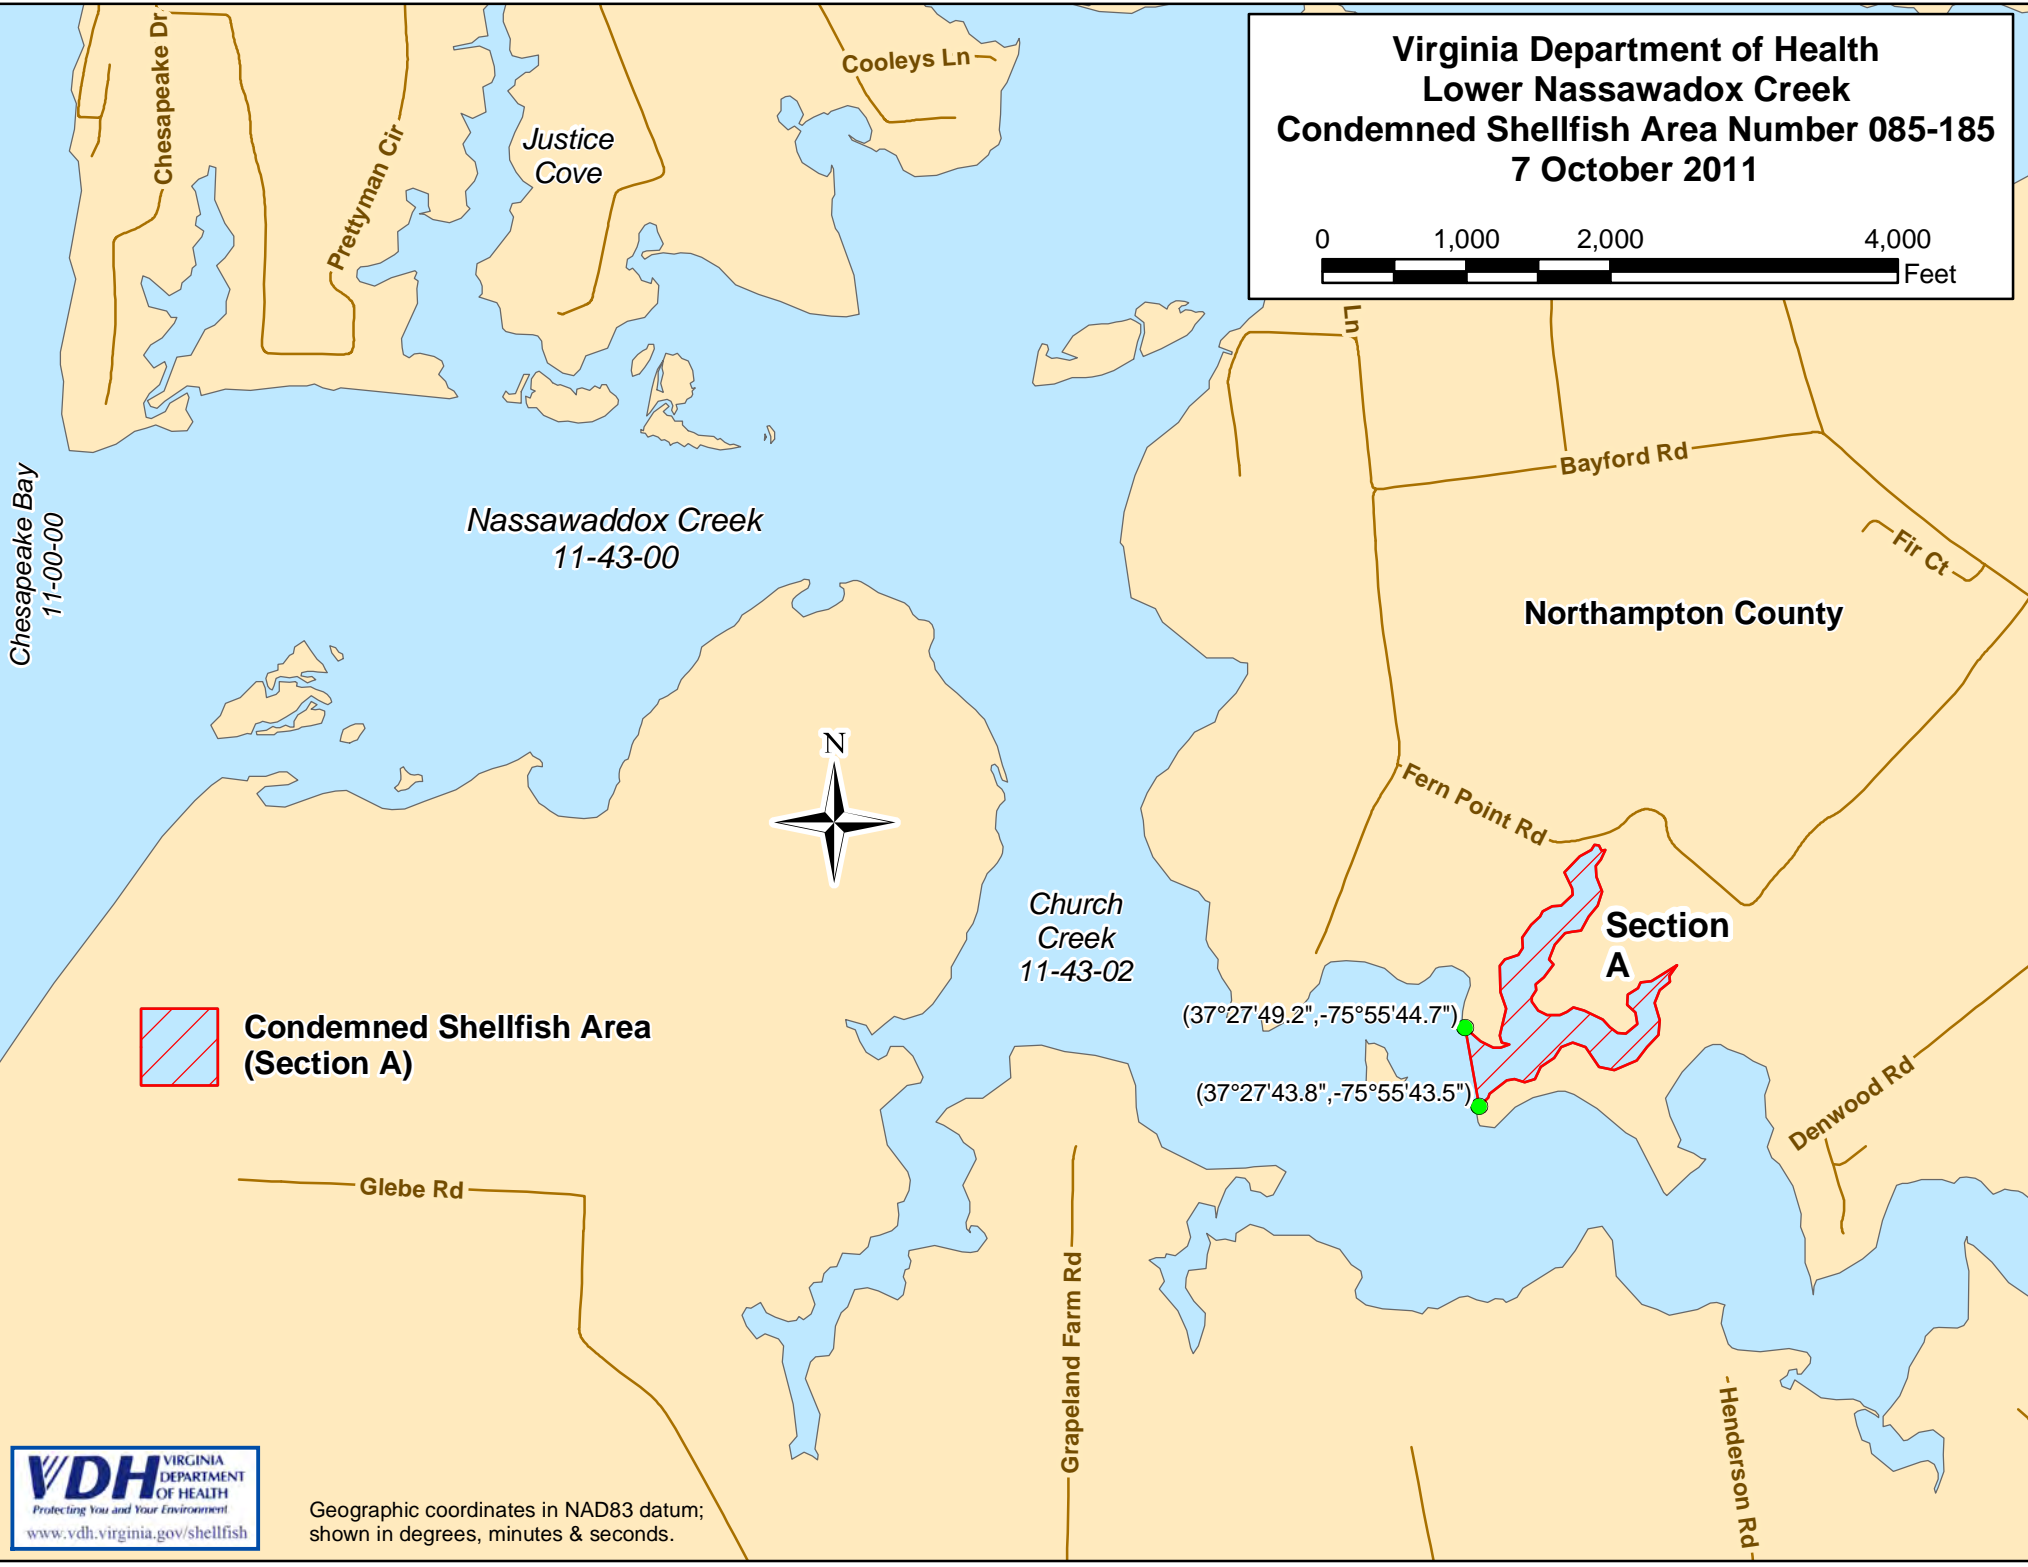 Virginia Department of Health
Lower Nassawadox Creek
Condemned Shellfish Area Number 085-185
7 October 2011
0 1,000 2,000 4,000
Feet
Chesapeake Dr
Prettyman Cir
Justice
Cove
Cooleys Ln
Ln
Bayford Rd
Fir Ct
Northampton County
Chesapeake Bay
11-00-00
Nassawaddox Creek
11-43-00
N
Fern Point Rd
Church
Creek
11-43-02
Section
A
(37°27'49.2",-75°55'44.7")
(37°27'43.8",-75°55'43.5")
Condemned Shellfish Area
(Section A)
Denwood Rd
Glebe Rd
Grapeland Farm Rd
Henderson Rd
VDH VIRGINIA
DEPARTMENT
OF HEALTH
Protecting You and Your Environment
www.vdh.virginia.gov/shellfish
Geographic coordinates in NAD83 datum;
shown in degrees, minutes & seconds.